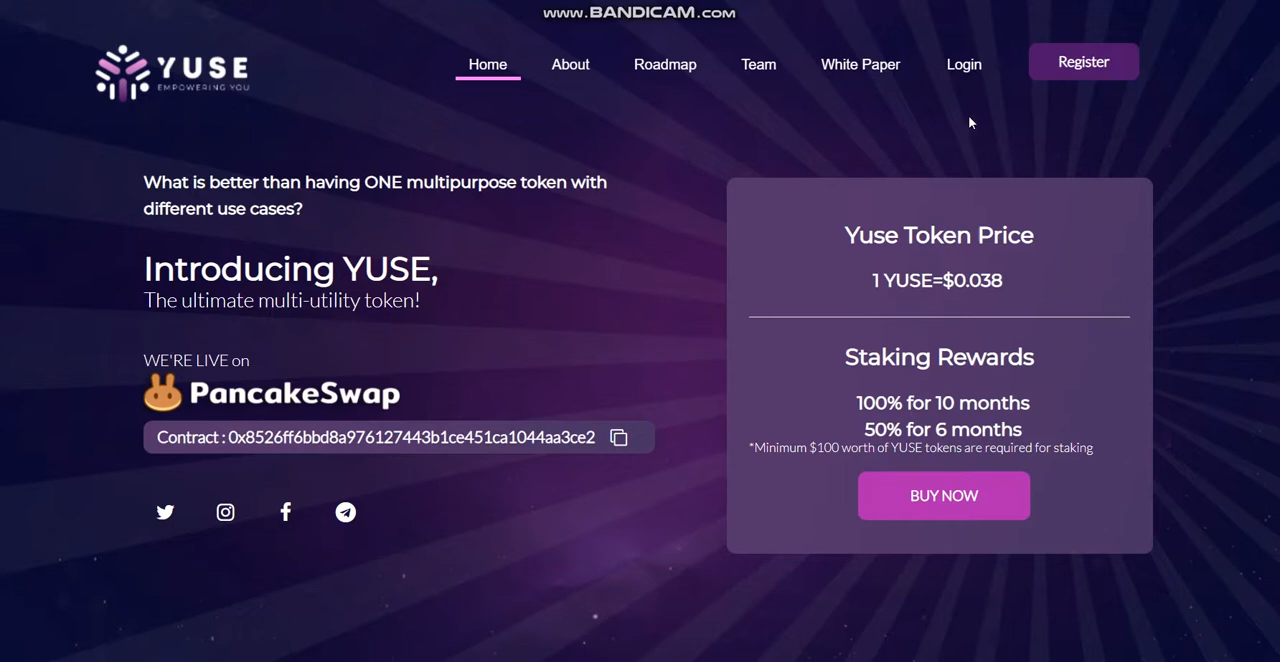 www.BANDICAM.com
YUSE
EMPOWERING YOU
Home About Roadmap Team White Paper Login Register
What is better than having ONE multipurpose token with
different use cases?
Introducing YUSE,
The ultimate multi-utility token!
WE'RE LIVE on
PancakeSwap
Contract : 0x8526ff6bbd8a976127443b1ce451ca1044aa3ce2
Yuse Token Price
1 YUSE=$0.038
Staking Rewards
100% for 10 months
50% for 6 months
*Minimum $100 worth of YUSE tokens are required for staking
BUY NOW